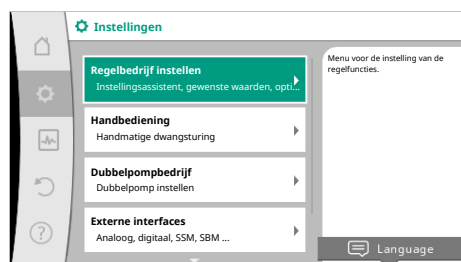 Instellingen
Regelbedrijf instellen
Instellingsassistent, gewenste waarden, opti...
Handbediening
Handmatige dwangsturing
Dubbelpompbedrijf
Dubbelpomp instellen
Externe interfaces
Analoog, digitaal, SSM, SBM ...
Menu voor de instelling van de
regelfuncties.
Language